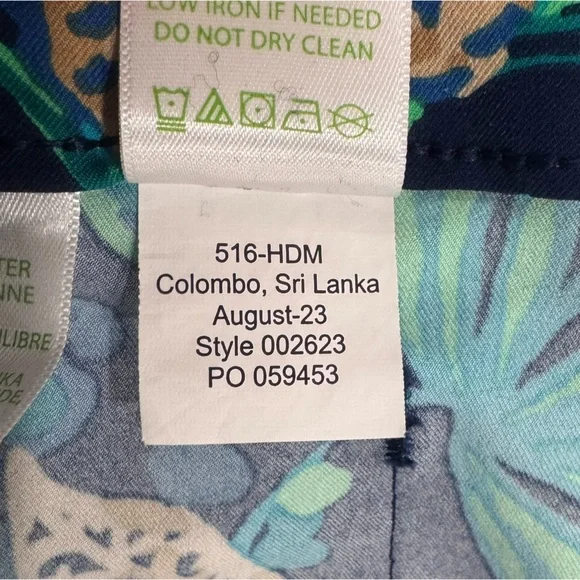 LOW IRON IF NEEDED
DO NOT DRY CLEAN
516-HDM
Colombo, Sri Lanka
August-23
Style 002623
PO 059453